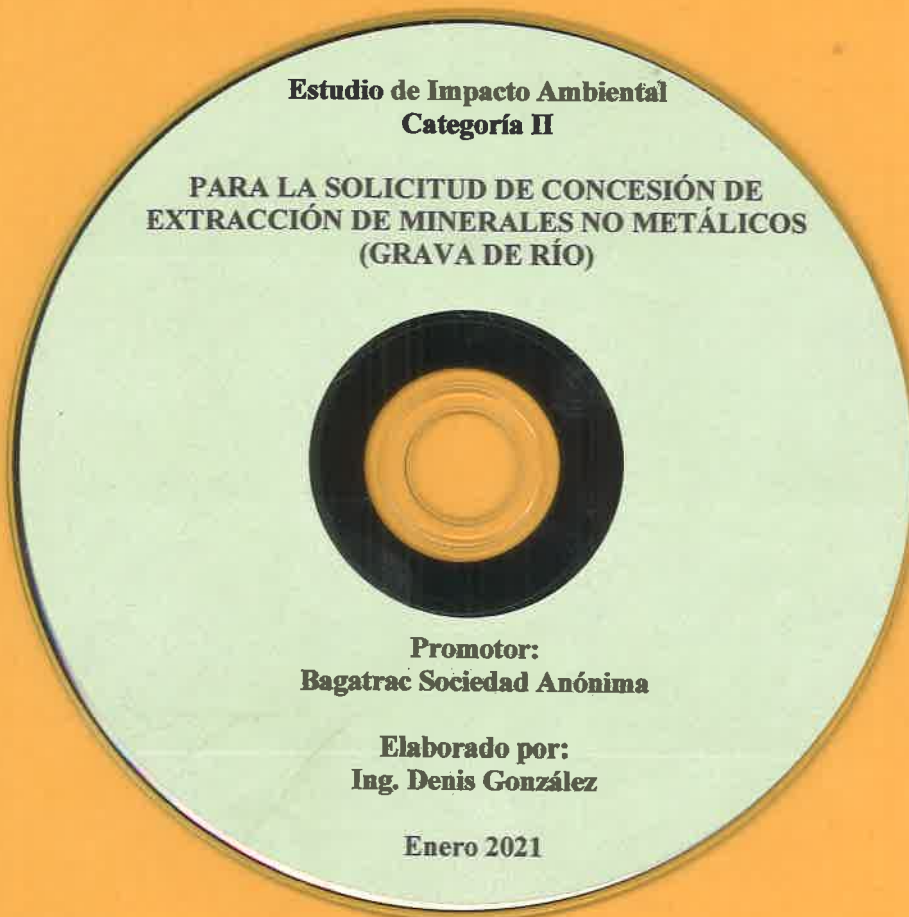 Estudio de Impacto Ambiental
Categoría II
PARA LA SOLICITUD DE CONCESIÓN DE
EXTRACCIÓN DE MINERALES NO METÁLICOS
(GRAVA DE RÍO)
Promotor:
Bagatrac Sociedad Anónima
Elaborado por:
Ing. Denis González
Enero 2021